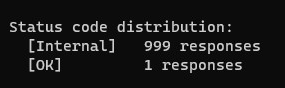 Status code distribution:
[Internal] 999 responses
[OK] 1 responses